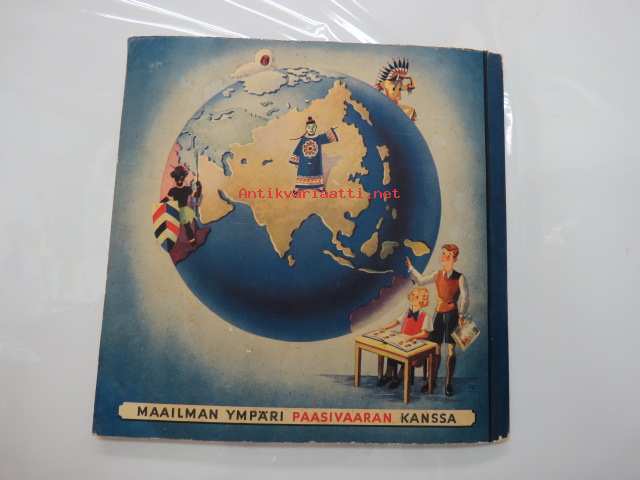 Antikvariaatti.net
MAAILMAN YMPÄRI PAASIVAARAN KANSSA